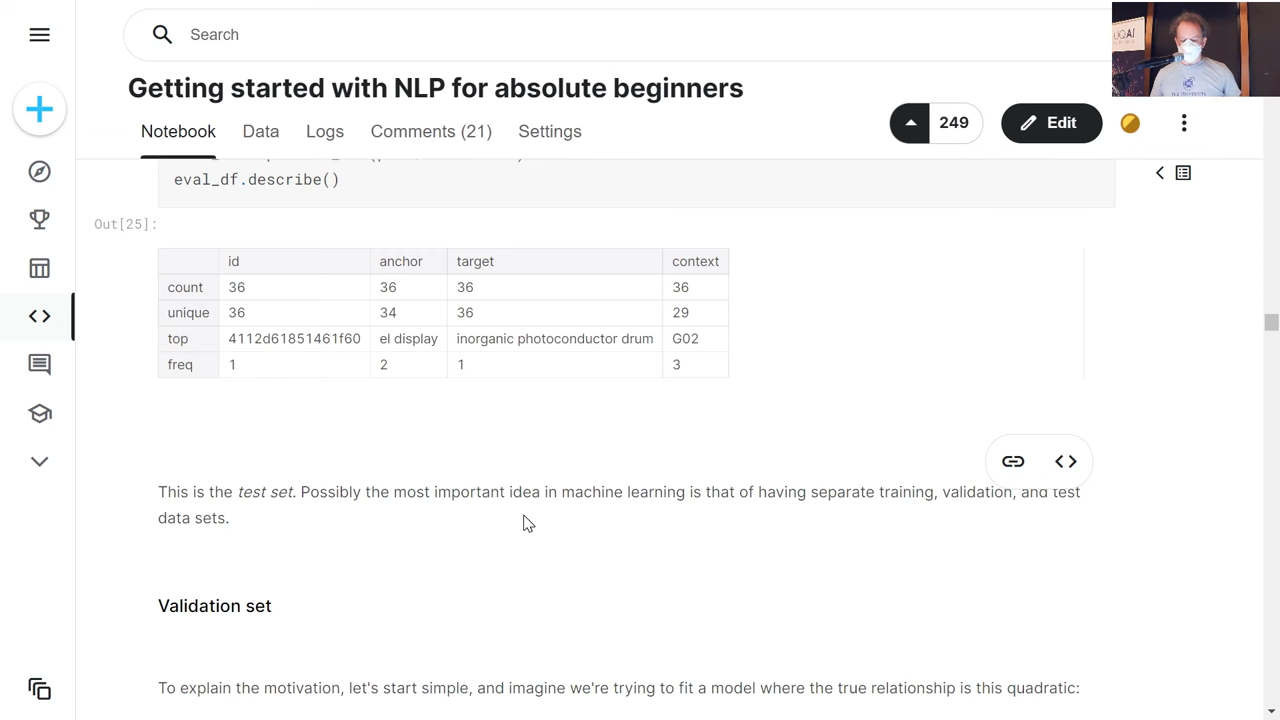 Search
Getting started with NLP for absolute beginners
Notebook Data Logs Comments (21) Settings
249 Edit
eval_df.describe()
Out[25]:
id anchor target context
count 36 36 36 36
unique 36 34 36 29
top 4112d61851461f60 el display inorganic photoconductor drum G02
freq 1 2 1 3
This is the test set. Possibly the most important idea in machine learning is that of having separate training, validation, and test
data sets.
Validation set
To explain the motivation, let's start simple, and imagine we're trying to fit a model where the true relationship is this quadratic: